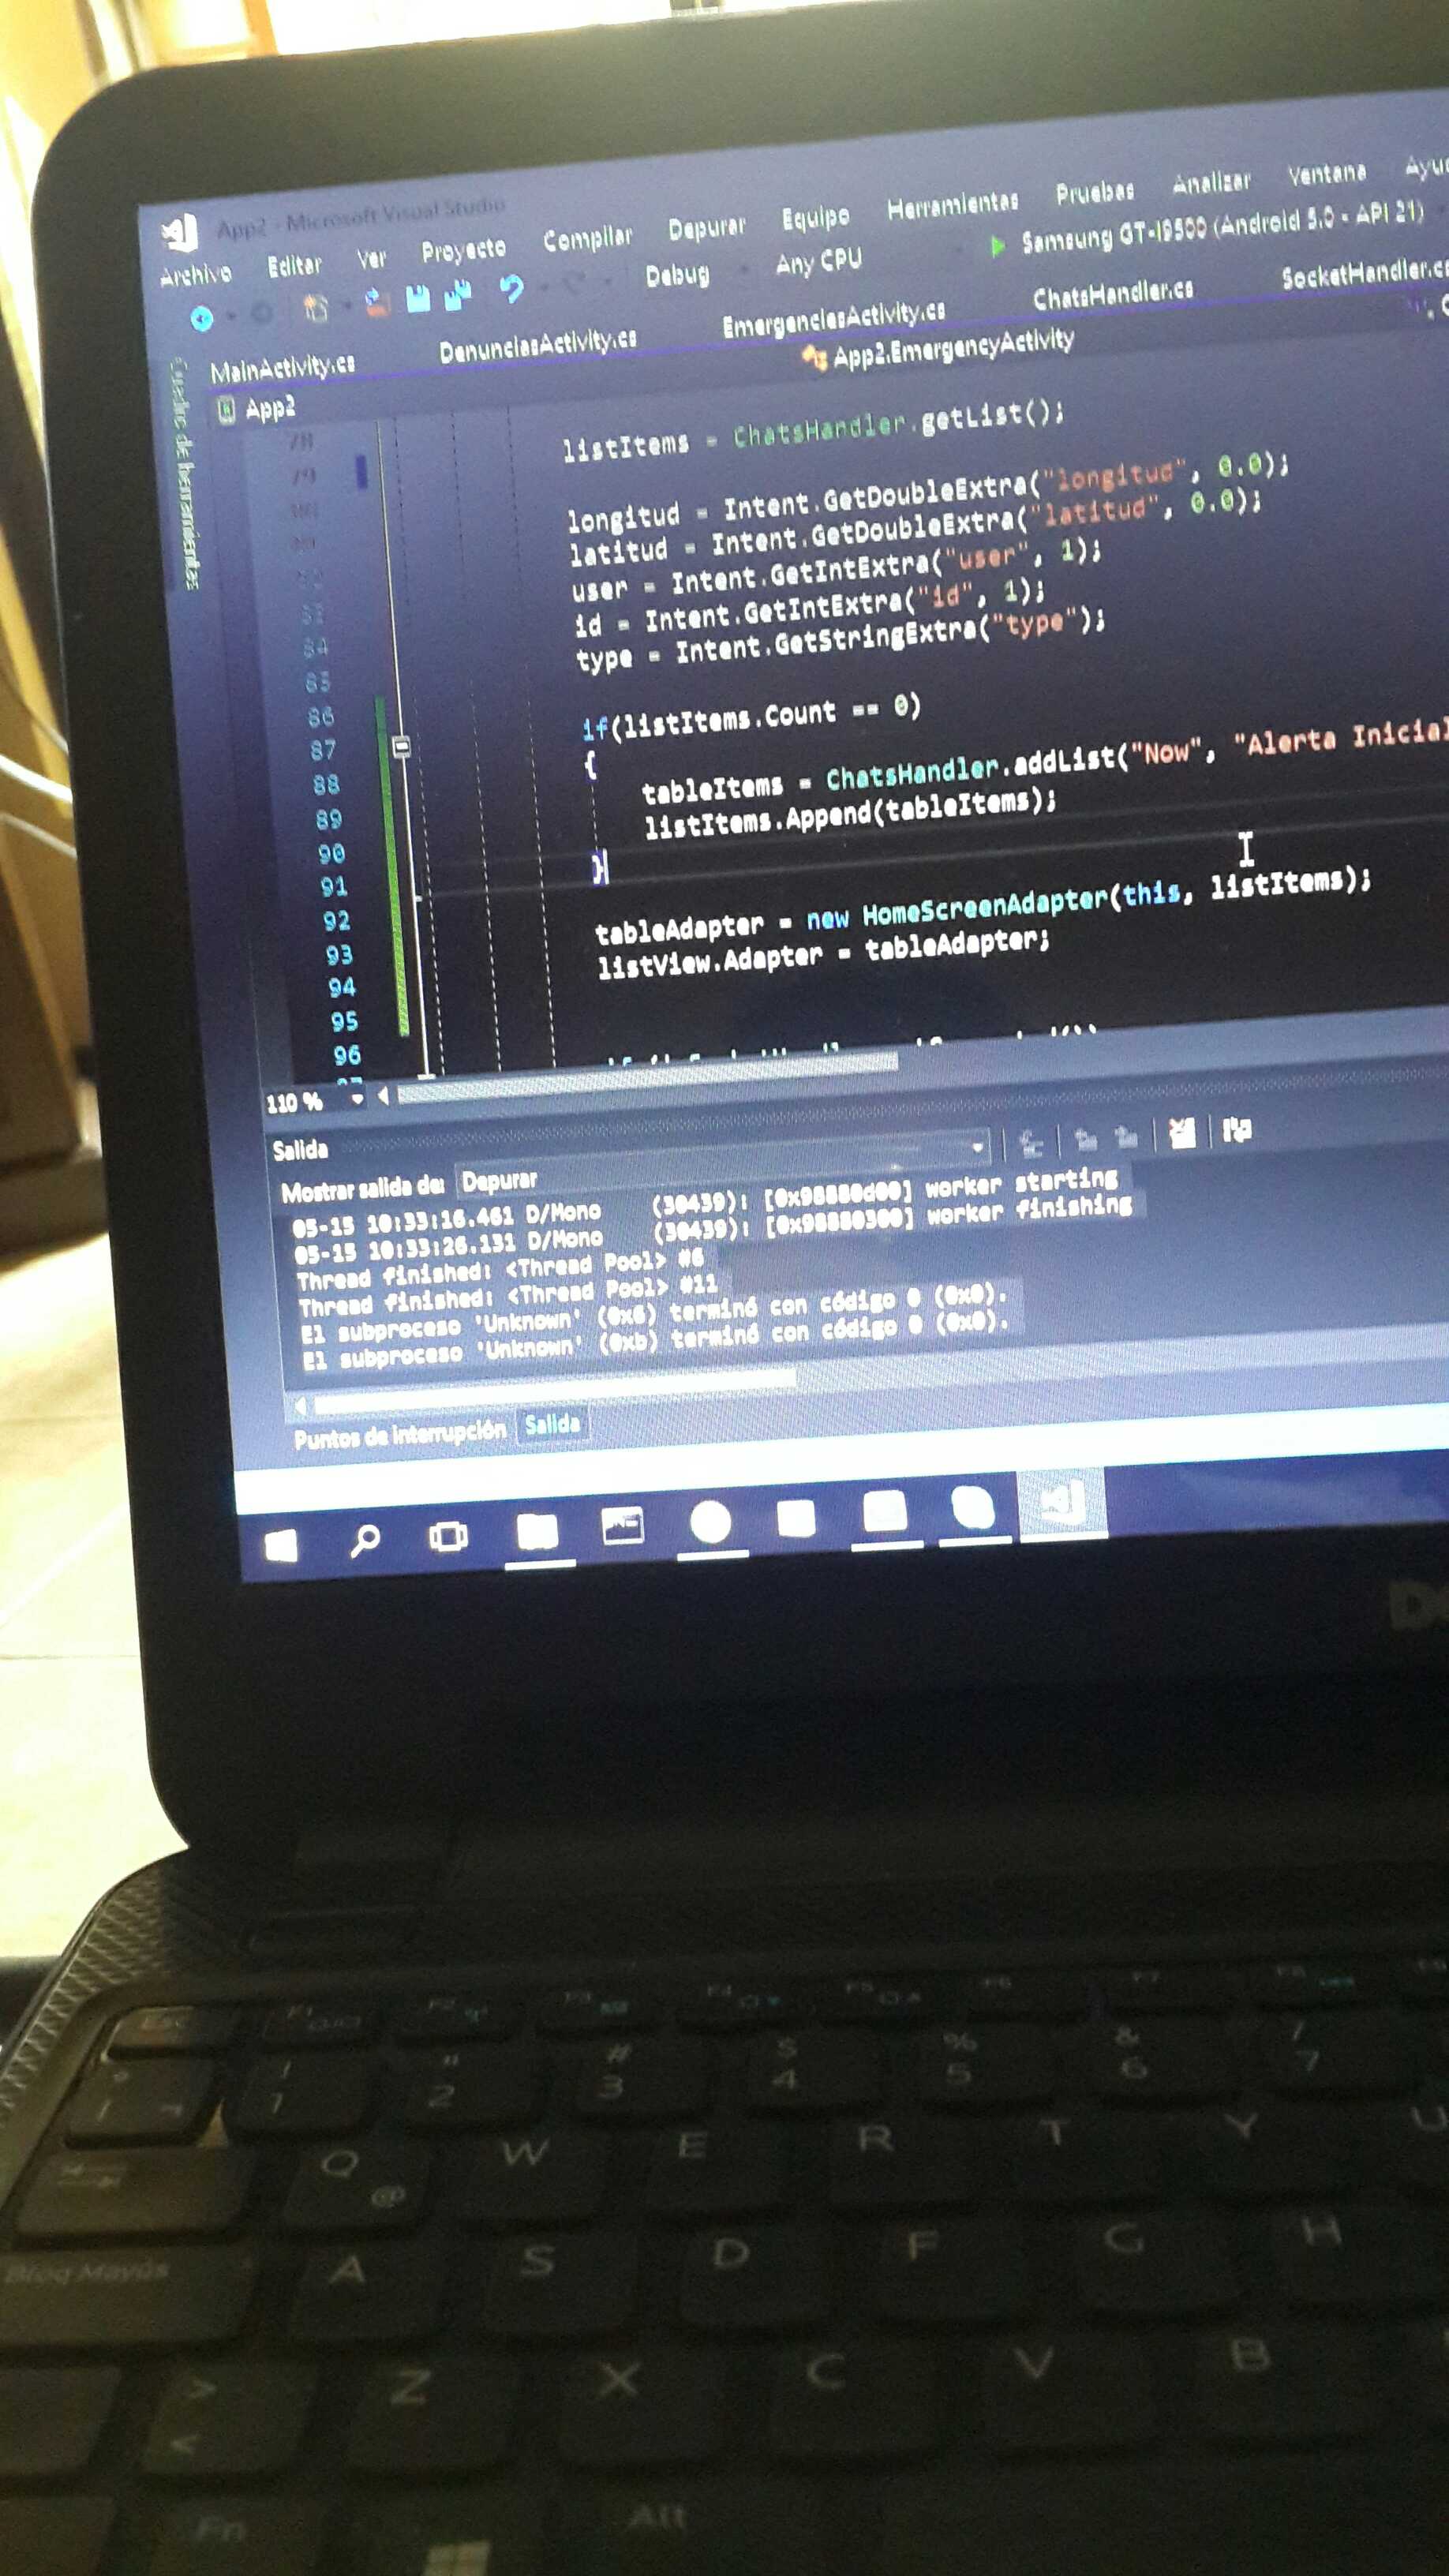 App2 - Microsoft Visual Studio
Archivo Editar Ver Proyecto Compilar Depurar Equipo Herramientas Pruebas Analizar Ventana Ayu
Debug Any CPU Samsung GT-I9500 (Android 5.0 - API 21)
MainActivity.cs DenunciasActivity.cs EmergenciesActivity.cs ChatsHandler.cs SocketHandler.cs
App2 App2.EmergencyActivity
Cuadro de herramientas
listItems = ChatsHandler.getList();
longitud = Intent.GetDoubleExtra("longitud", 0.0);
latitud = Intent.GetDoubleExtra("latitud", 0.0);
user = Intent.GetIntExtra("user", 1);
id = Intent.GetIntExtra("id", 1);
type = Intent.GetStringExtra("type");
if(listItems.Count == 0)
{
tableItems = ChatsHandler.addList("Now", "Alerta Inicial
listItems.Append(tableItems);
}
tableAdapter = new HomeScreenAdapter(this, listItems);
listView.Adapter = tableAdapter;
78
79
84
85
86
87
88
89
90
91
92
93
94
95
96
110 %
Salida
Mostrar salida de: Depurar
05-15 10:33:16.461 D/Mono (30439): [0x98880d00] worker starting
05-15 10:33:26.131 D/Mono (30439): [0x98880300] worker finishing
Thread finished: <Thread Pool> #6
Thread finished: <Thread Pool> #11
El subproceso 'Unknown' (0x6) terminó con código 0 (0x0).
El subproceso 'Unknown' (0xb) terminó con código 0 (0x0).
Puntos de interrupción Salida
Esc F1 F2 F3 F4 F5 F6 F7 F8
! " # $ % & /
1 2 3 4 5 6 7
Q W E R T Y U
@
Bloq Mayús A S D F G H
> < Z X C V B
Fn Alt